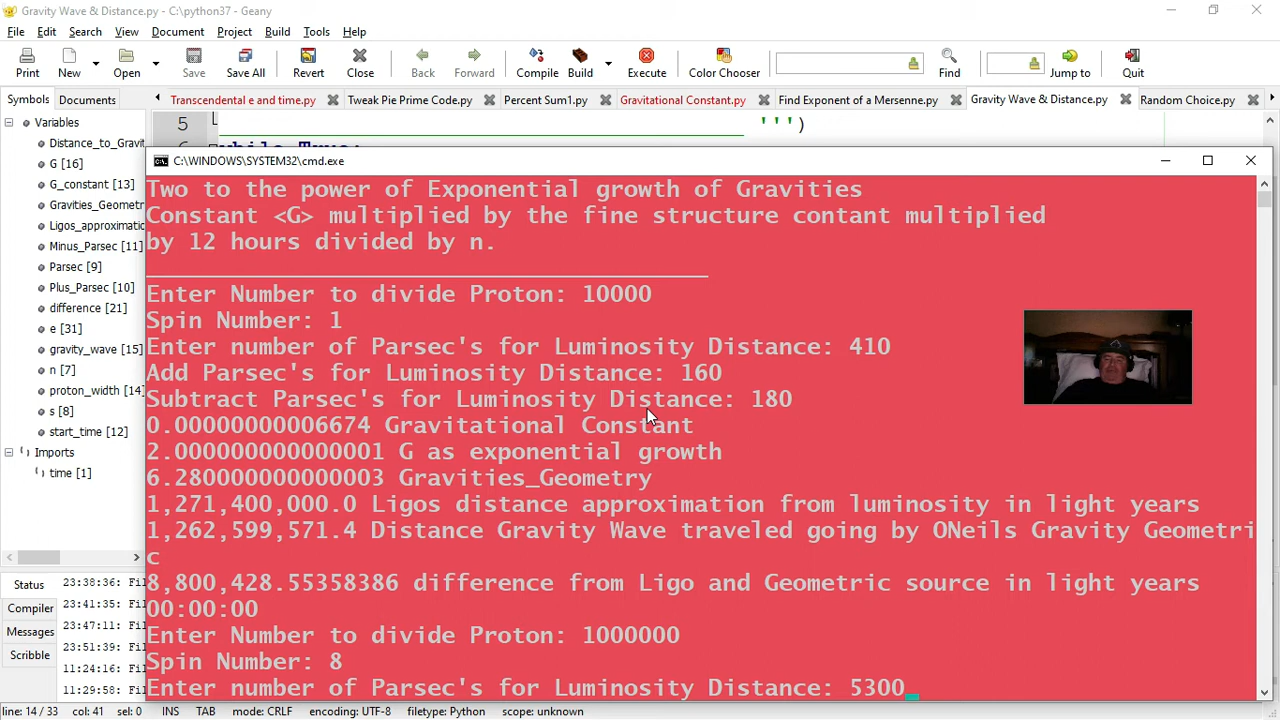 Gravity Wave & Distance.py - C:\python37 - Geany
File Edit Search View Document Project Build Tools Help
Print New Open Save Save All Revert Close Back Forward Compile Build Execute Color Chooser Find Jump to Quit
Symbols Documents
Transcendental e and time.py Tweak Pie Prime Code.py Percent Sum1.py Gravitational Constant.py Find Exponent of a Mersenne.py Gravity Wave & Distance.py Random Choice.py
Variables
Distance_to_Gravit
G [16]
G_constant [13]
Gravities_Geometr
Ligos_approximatio
Minus_Parsec [11]
Parsec [9]
Plus_Parsec [10]
difference [21]
e [31]
gravity_wave [15]
n [7]
proton_width [14]
s [8]
start_time [12]
Imports
time [1]
5 ''')
while True:
C:\WINDOWS\SYSTEM32\cmd.exe
Two to the power of Exponential growth of Gravities
Constant <G> multiplied by the fine structure contant multiplied
by 12 hours divided by n.
Enter Number to divide Proton: 10000
Spin Number: 1
Enter number of Parsec's for Luminosity Distance: 410
Add Parsec's for Luminosity Distance: 160
Subtract Parsec's for Luminosity Distance: 180
0.00000000006674 Gravitational Constant
2.000000000000001 G as exponential growth
6.280000000000003 Gravities_Geometry
1,271,400,000.0 Ligos distance approximation from luminosity in light years
1,262,599,571.4 Distance Gravity Wave traveled going by ONeils Gravity Geometri
c
8,800,428.55358386 difference from Ligo and Geometric source in light years
00:00:00
Enter Number to divide Proton: 1000000
Spin Number: 8
Enter number of Parsec's for Luminosity Distance: 5300
Status
Compiler
Messages
Scribble
23:38:36: Fil
23:41:35: Fil
23:47:11: Fil
23:51:39: Fil
11:24:16: Fil
11:29:58: Fil
line: 14 / 33 col: 41 sel: 0 INS TAB mode: CRLF encoding: UTF-8 filetype: Python scope: unknown